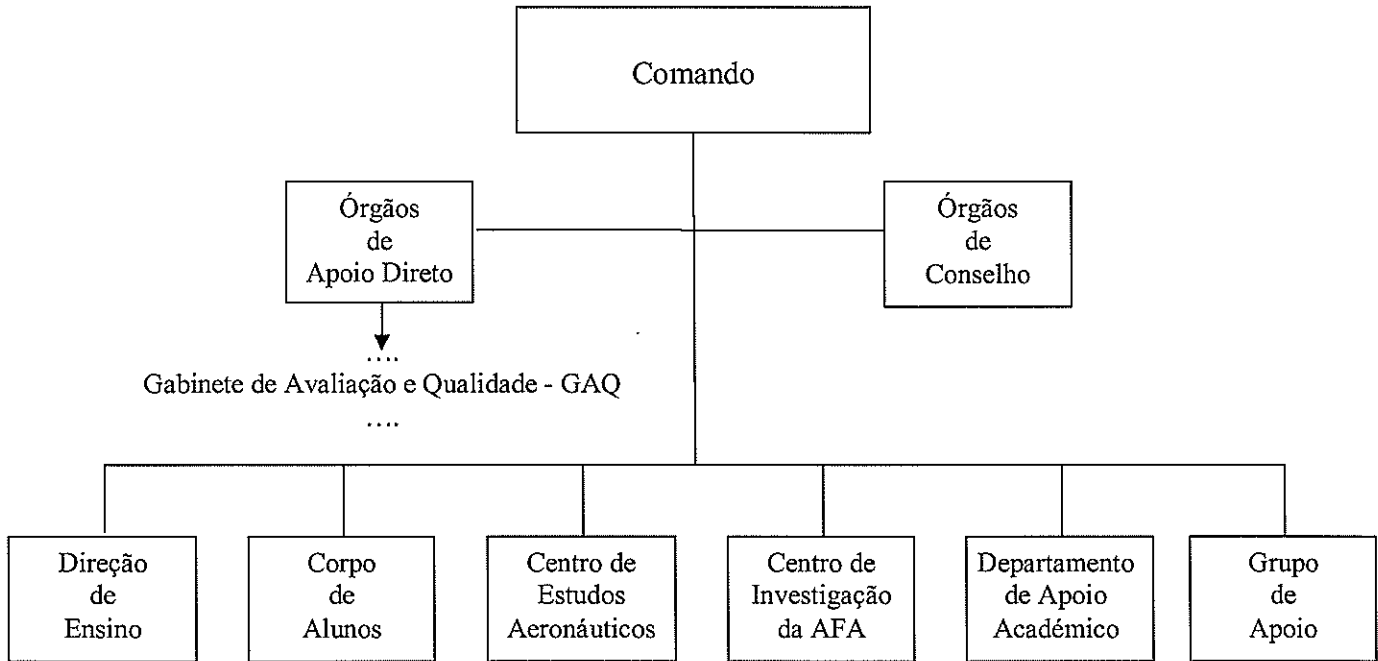 Comando
Órgãos
de
Apoio Direto
Órgãos
de
Conselho
....
Gabinete de Avaliação e Qualidade - GAQ
....
Direção
de
Ensino
Corpo
de
Alunos
Centro de
Estudos
Aeronáuticos
Centro de
Investigação
da AFA
Departamento
de Apoio
Académico
Grupo
de
Apoio